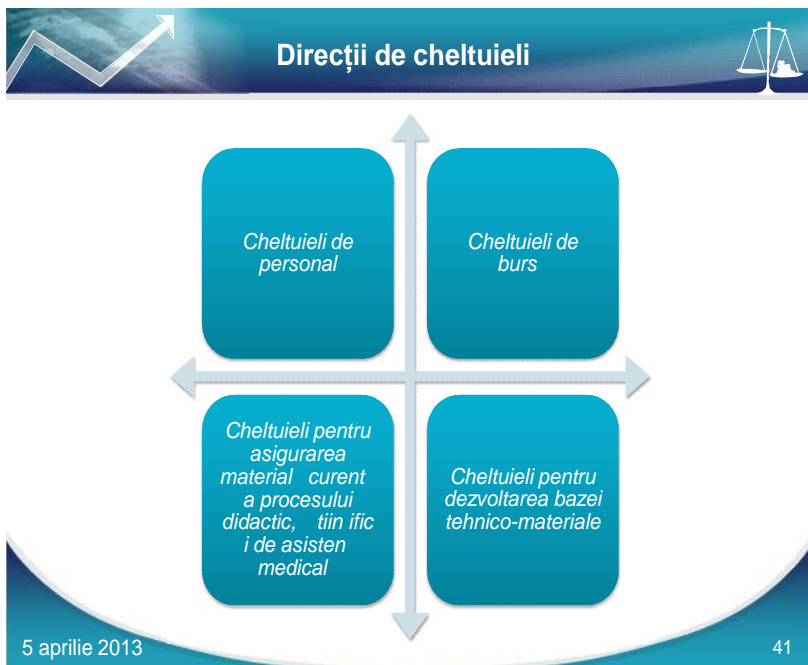 Direcții de cheltuieli
Cheltuieli de
personal
Cheltuieli de
burs
Cheltuieli pentru
asigurarea
material curent
a procesului
didactic, tiin ific
i de asisten
medical
Cheltuieli pentru
dezvoltarea bazei
tehnico-materiale
5 aprilie 2013
41